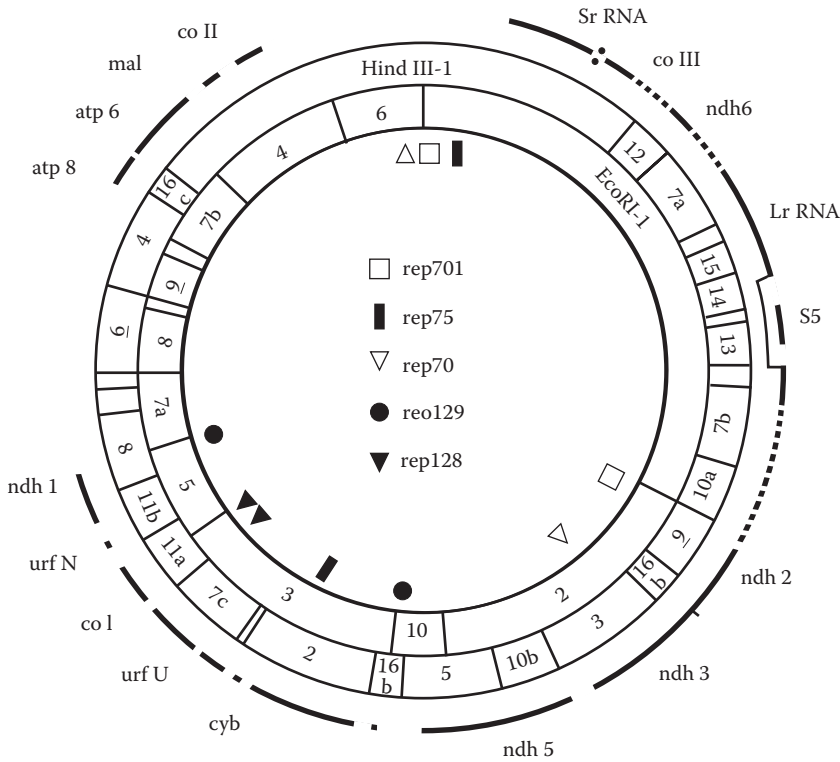 Sr RNA
co II
co III
mal
Hind III-1
ndh6
atp 6
6
4
12
atp 8
16
c
7a
EcoRI-1
7b
Lr RNA
4
15
9
14
rep701
S5
6
8
rep75
13
rep70
7a
reo129
7b
8
rep128
5
ndh 1
10a
11b
9
urf N
11a
16
b
ndh 2
7c
3
2
3
co l
10
urf U
2
16
b
5
10b
ndh 3
cyb
ndh 5